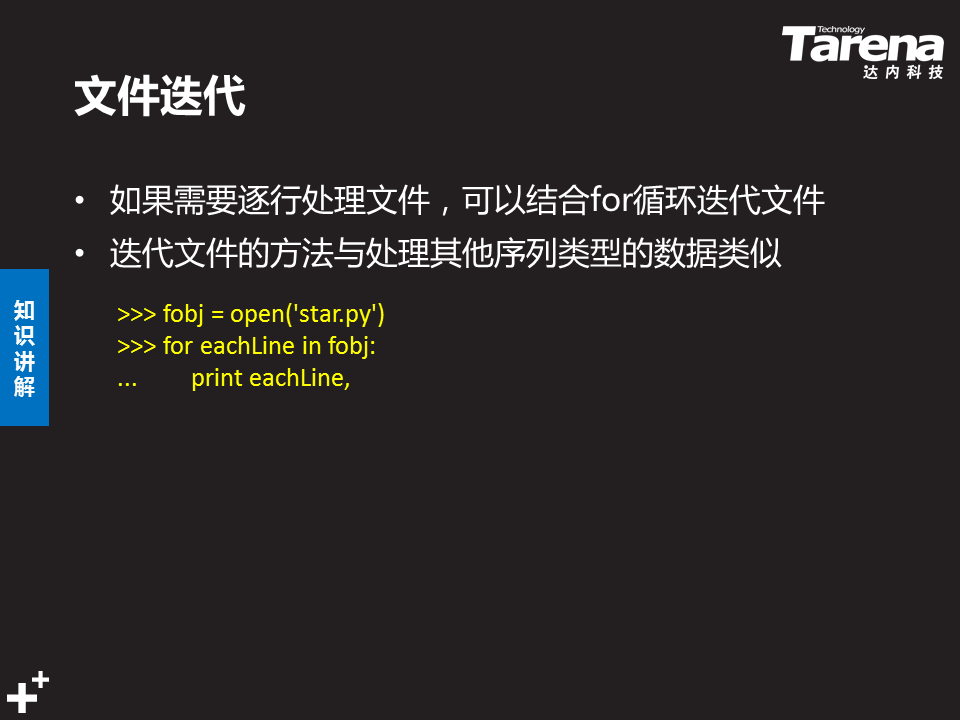 Technology
Tarena
达内科技
文件迭代
• 如果需要逐行处理文件，可以结合for循环迭代文件
• 迭代文件的方法与处理其他序列类型的数据类似
知识讲解
>>> fobj = open('star.py')
>>> for eachLine in fobj:
... print eachLine,